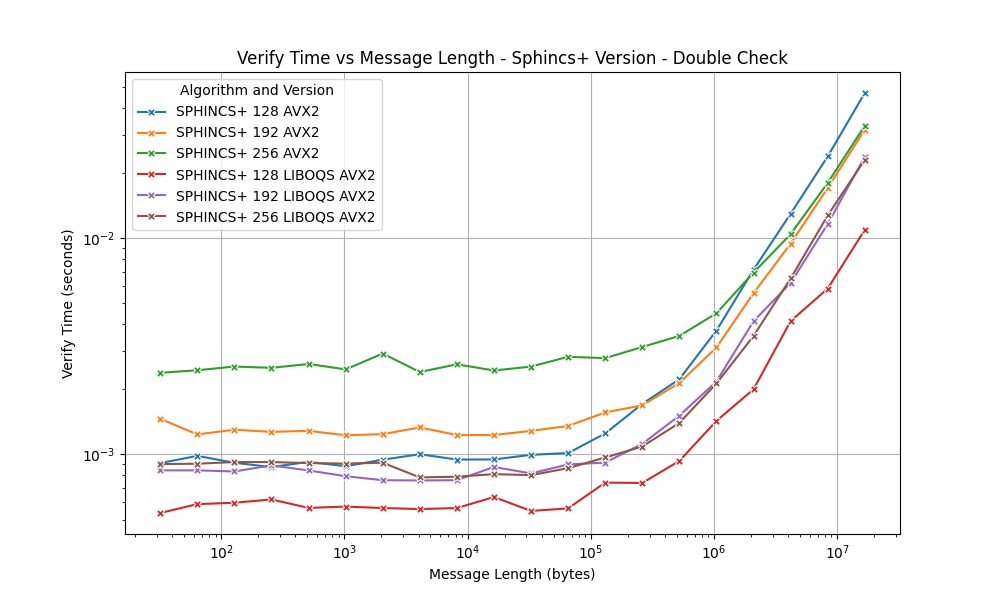 Verify Time vs Message Length - Sphincs+ Version - Double Check
Algorithm and Version
SPHINCS+ 128 AVX2
SPHINCS+ 192 AVX2
SPHINCS+ 256 AVX2
SPHINCS+ 128 LIBOQS AVX2
SPHINCS+ 192 LIBOQS AVX2
SPHINCS+ 256 LIBOQS AVX2
Verify Time (seconds)
10⁻²
10⁻³
10² 10³ 10⁴ 10⁵ 10⁶ 10⁷
Message Length (bytes)